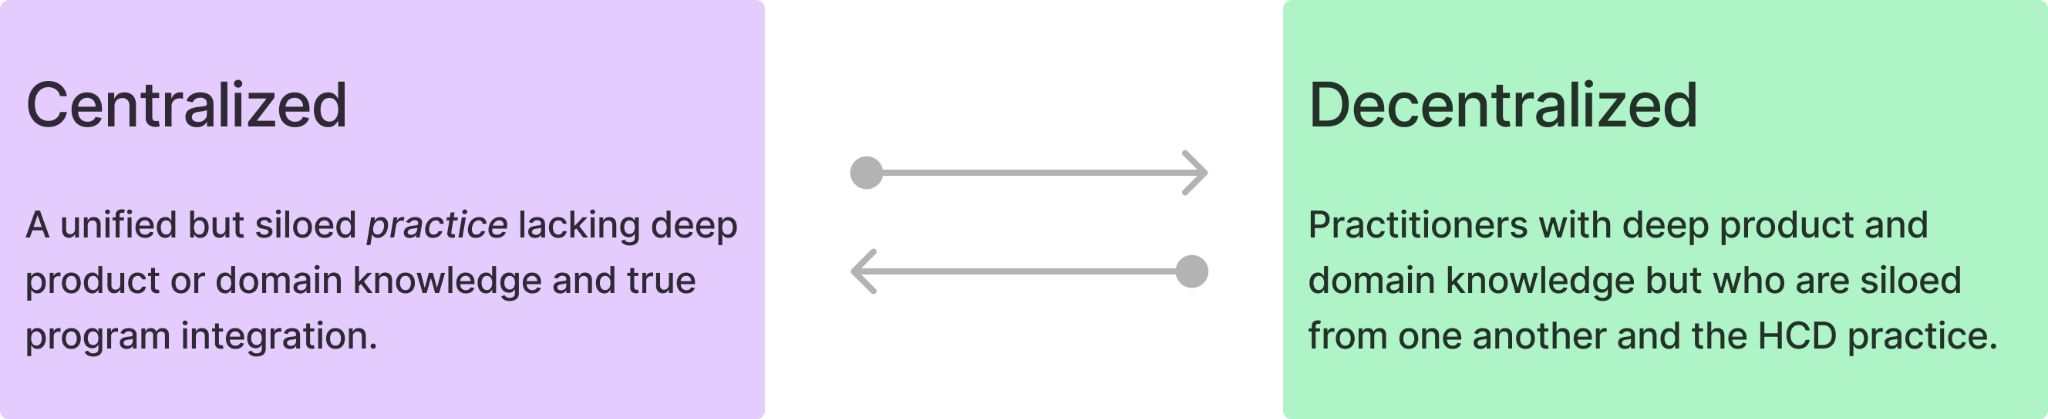 Centralized
A unified but siloed practice lacking deep
product or domain knowledge and true
program integration.
Decentralized
Practitioners with deep product and
domain knowledge but who are siloed
from one another and the HCD practice.